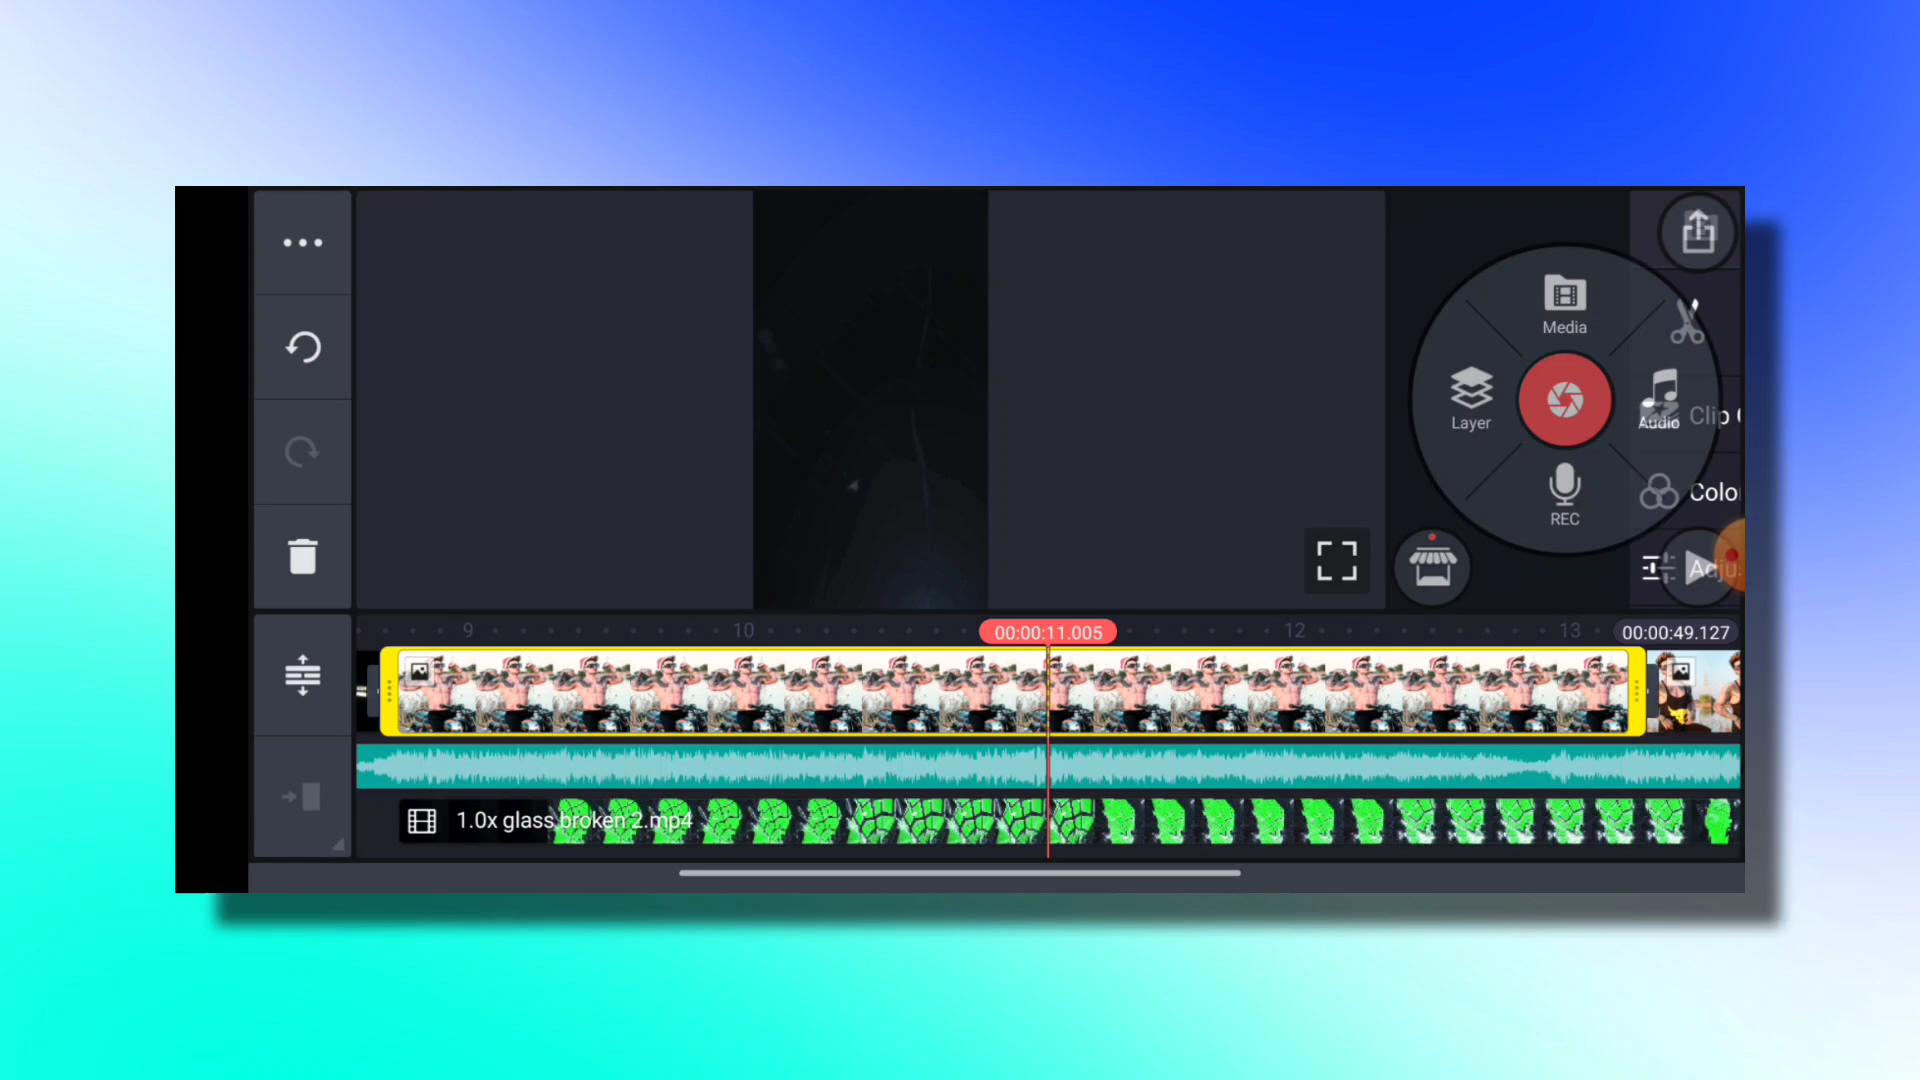 Media
Layer
Audio
Clip
REC
Colo
Adju
9
10
00:00:11.005
12
13
00:00:49.127
1.0x glass broken 2.mp4